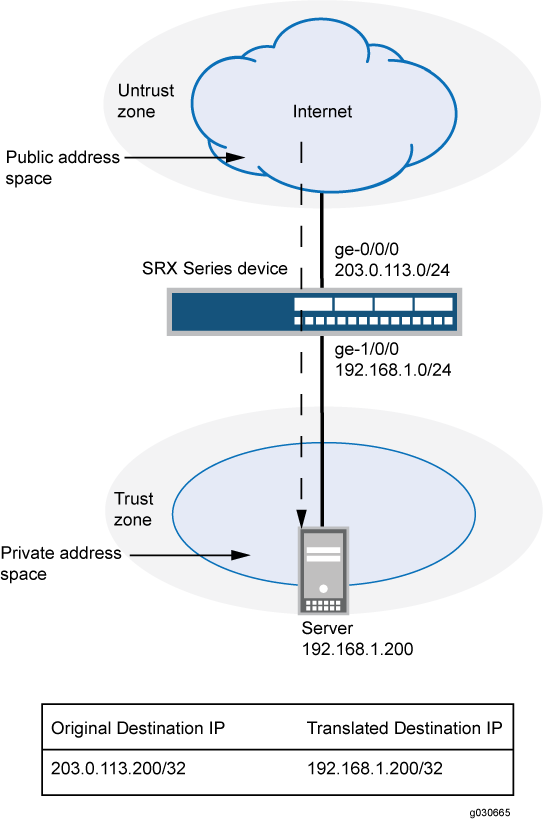 Untrust
zone
Internet
Public address
space
ge-0/0/0
203.0.113.0/24
SRX Series device
ge-1/0/0
192.168.1.0/24
Trust
zone
Private address
space
Server
192.168.1.200
Original Destination IP
Translated Destination IP
203.0.113.200/32
192.168.1.200/32
g030665